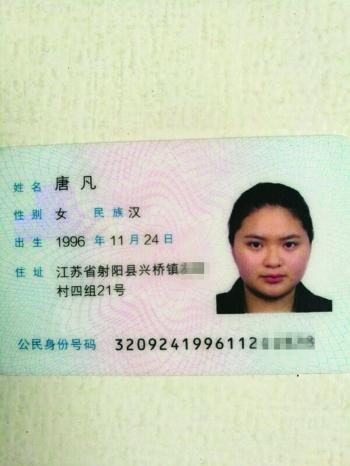 姓名 唐凡
性别 女 民族 汉
出生 1996 年 11 月 24 日
住址 江苏省射阳县兴桥镇
村四组21号
公民身份号码 3209241996112